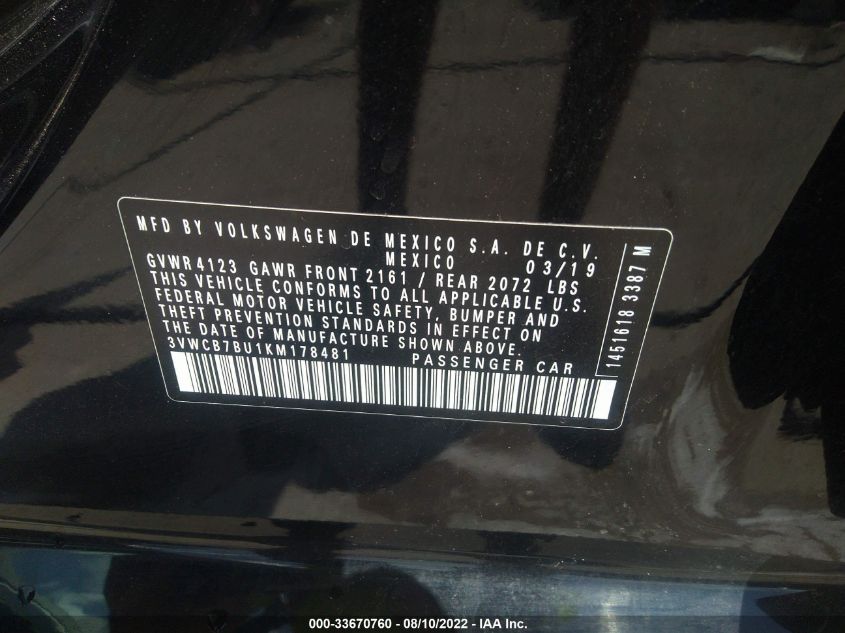 MFD BY VOLKSWAGEN DE MEXICO S.A. DE C.V.
MEXICO 03/19
GVWR 4123 GAWR FRONT 2161 / REAR 2072 LBS
THIS VEHICLE CONFORMS TO ALL APPLICABLE U.S.
FEDERAL MOTOR VEHICLE SAFETY, BUMPER AND
THEFT PREVENTION STANDARDS IN EFFECT ON
THE DATE OF MANUFACTURE SHOWN ABOVE.
3VWCB7BU1KM178481 PASSENGER CAR
1451618 3387 M
000-33670760 - 08/10/2022 - IAA Inc.